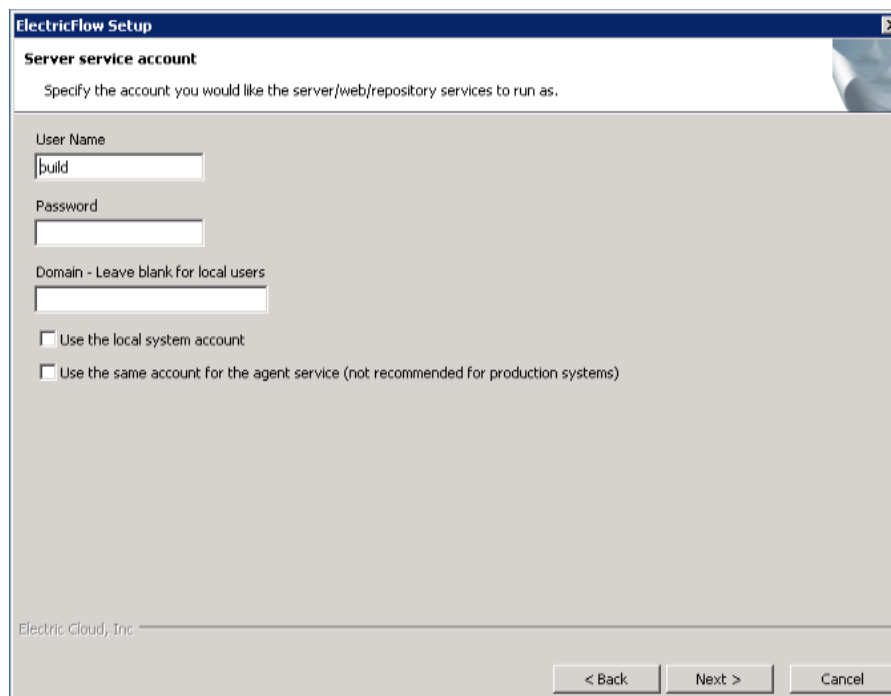 ElectricFlow Setup
Server service account
Specify the account you would like the server/web/repository services to run as.
User Name
build
Password
Domain - Leave blank for local users
Use the local system account
Use the same account for the agent service (not recommended for production systems)
Electric Cloud, Inc
< Back Next > Cancel